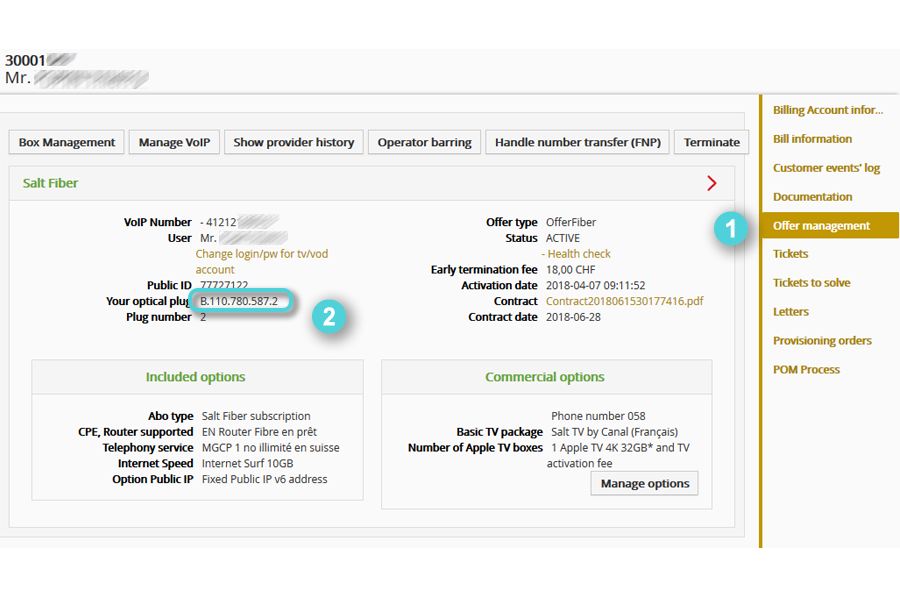 30001
Mr.
Box Management
Manage VoIP
Show provider history
Operator barring
Handle number transfer (FNP)
Terminate
Salt Fiber
VoIP Number - 41212
User Mr.
Change login/pw for tv/vod
account
Public ID 77727122
Your optical plug B.110.780.587.2
Plug number 2
2
Offer type OfferFiber
Status ACTIVE
- Health check
Early termination fee 18,00 CHF
Activation date 2018-04-07 09:11:52
Contract Contract2018061530177416.pdf
Contract date 2018-06-28
Included options
Abo type Salt Fiber subscription
CPE, Router supported EN Router Fibre en prêt
Telephony service MGCP 1 no illimité en suisse
Internet Speed Internet Surf 10GB
Option Public IP Fixed Public IP v6 address
Commercial options
Phone number 058
Basic TV package Salt TV by Canal (Français)
Number of Apple TV boxes 1 Apple TV 4K 32GB* and TV
activation fee
Manage options
Billing Account infor...
Bill information
Customer events' log
Documentation
1
Offer management
Tickets
Tickets to solve
Letters
Provisioning orders
POM Process